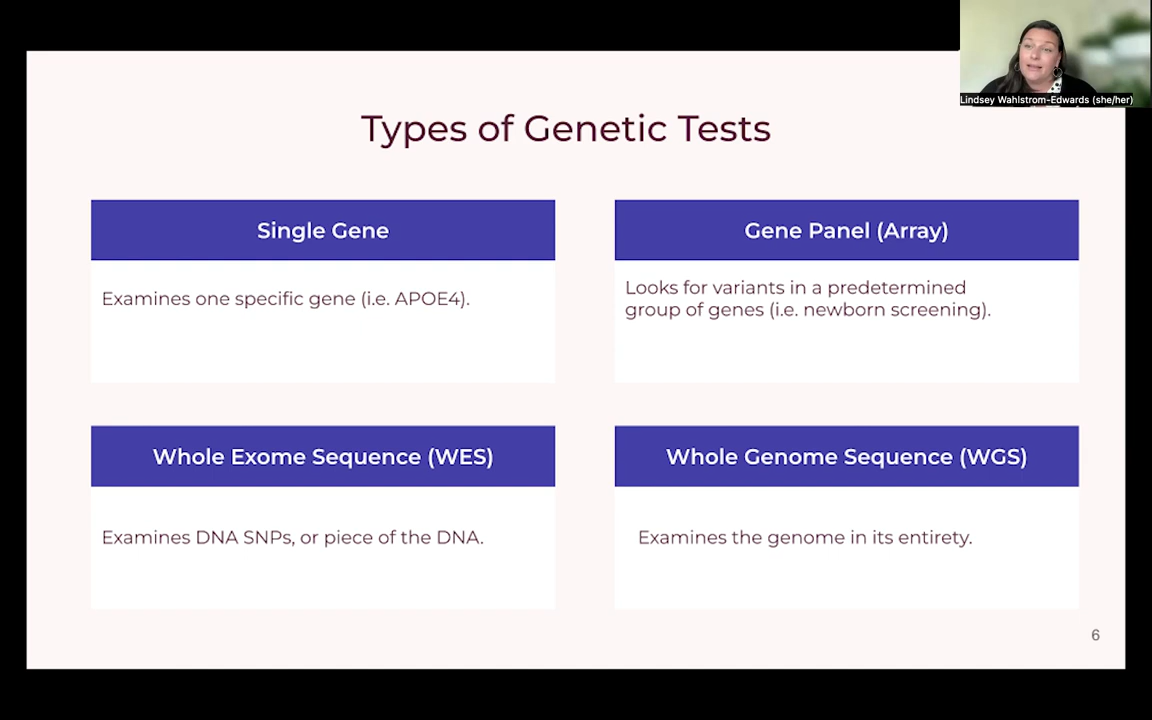 Lindsey Wahlstrom-Edwards (she/her)
Types of Genetic Tests
Single Gene
Examines one specific gene (i.e. APOE4).
Gene Panel (Array)
Looks for variants in a predetermined
group of genes (i.e. newborn screening).
Whole Exome Sequence (WES)
Examines DNA SNPs, or piece of the DNA.
Whole Genome Sequence (WGS)
Examines the genome in its entirety.
6